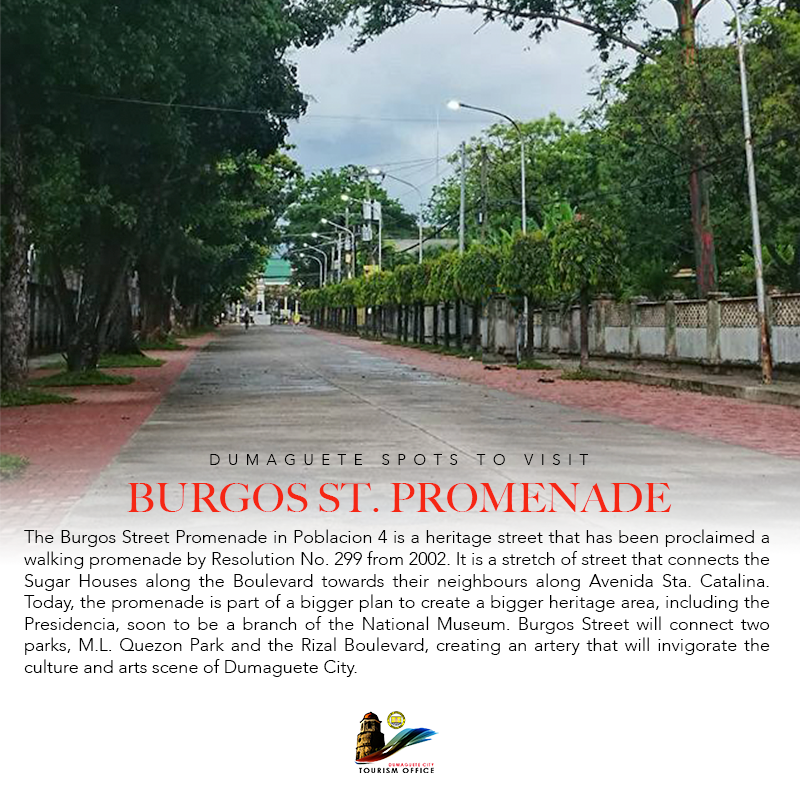 DUMAGUETE SPOTS TO VISIT
BURGOS ST. PROMENADE
The Burgos Street Promenade in Poblacion 4 is a heritage street that has been proclaimed a
walking promenade by Resolution No. 299 from 2002. It is a stretch of street that connects the
Sugar Houses along the Boulevard towards their neighbours along Avenida Sta. Catalina.
Today, the promenade is part of a bigger plan to create a bigger heritage area, including the
Presidencia, soon to be a branch of the National Museum. Burgos Street will connect two
parks, M.L. Quezon Park and the Rizal Boulevard, creating an artery that will invigorate the
culture and arts scene of Dumaguete City.
DUMAGUETE CITY
TOURISM OFFICE